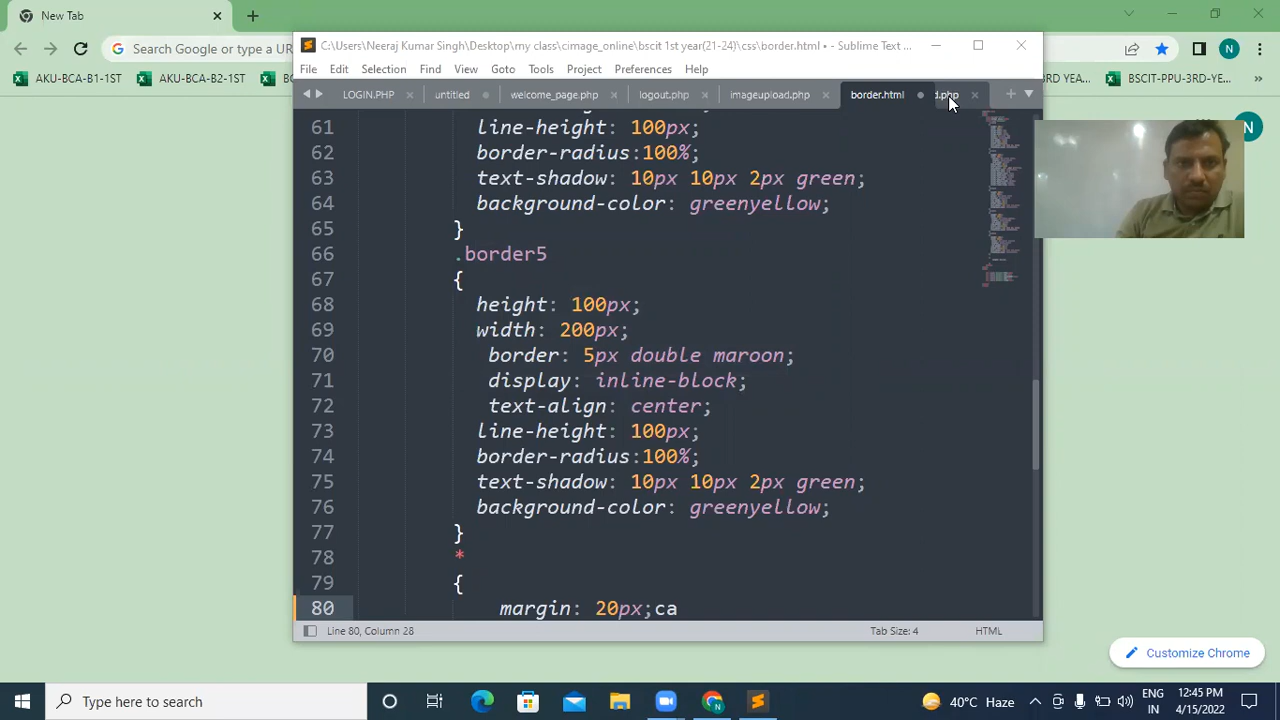 New Tab
Search Google or type a U
AKU-BCA-B1-1ST
AKU-BCA-B2-1ST
YEA...
BSCIT-PPU-3RD-YE...
N
N
C:\Users\Neeraj Kumar Singh\Desktop\my class\cimage_online\bscit 1st year(21-24)\css\border.html • - Sublime Text ...
File Edit Selection Find View Goto Tools Project Preferences Help
LOGIN.PHP untitled welcome_page.php logout.php imageupload.php border.html d.php
61 line-height: 100px;
62 border-radius:100%;
63 text-shadow: 10px 10px 2px green;
64 background-color: greenyellow;
65 }
66 .border5
67 {
68 height: 100px;
69 width: 200px;
70 border: 5px double maroon;
71 display: inline-block;
72 text-align: center;
73 line-height: 100px;
74 border-radius:100%;
75 text-shadow: 10px 10px 2px green;
76 background-color: greenyellow;
77 }
78 *
79 {
80 margin: 20px;ca
Line 80, Column 28
Tab Size: 4
HTML
Customize Chrome
Type here to search
40°C Haze
ENG
IN
12:45 PM
4/15/2022